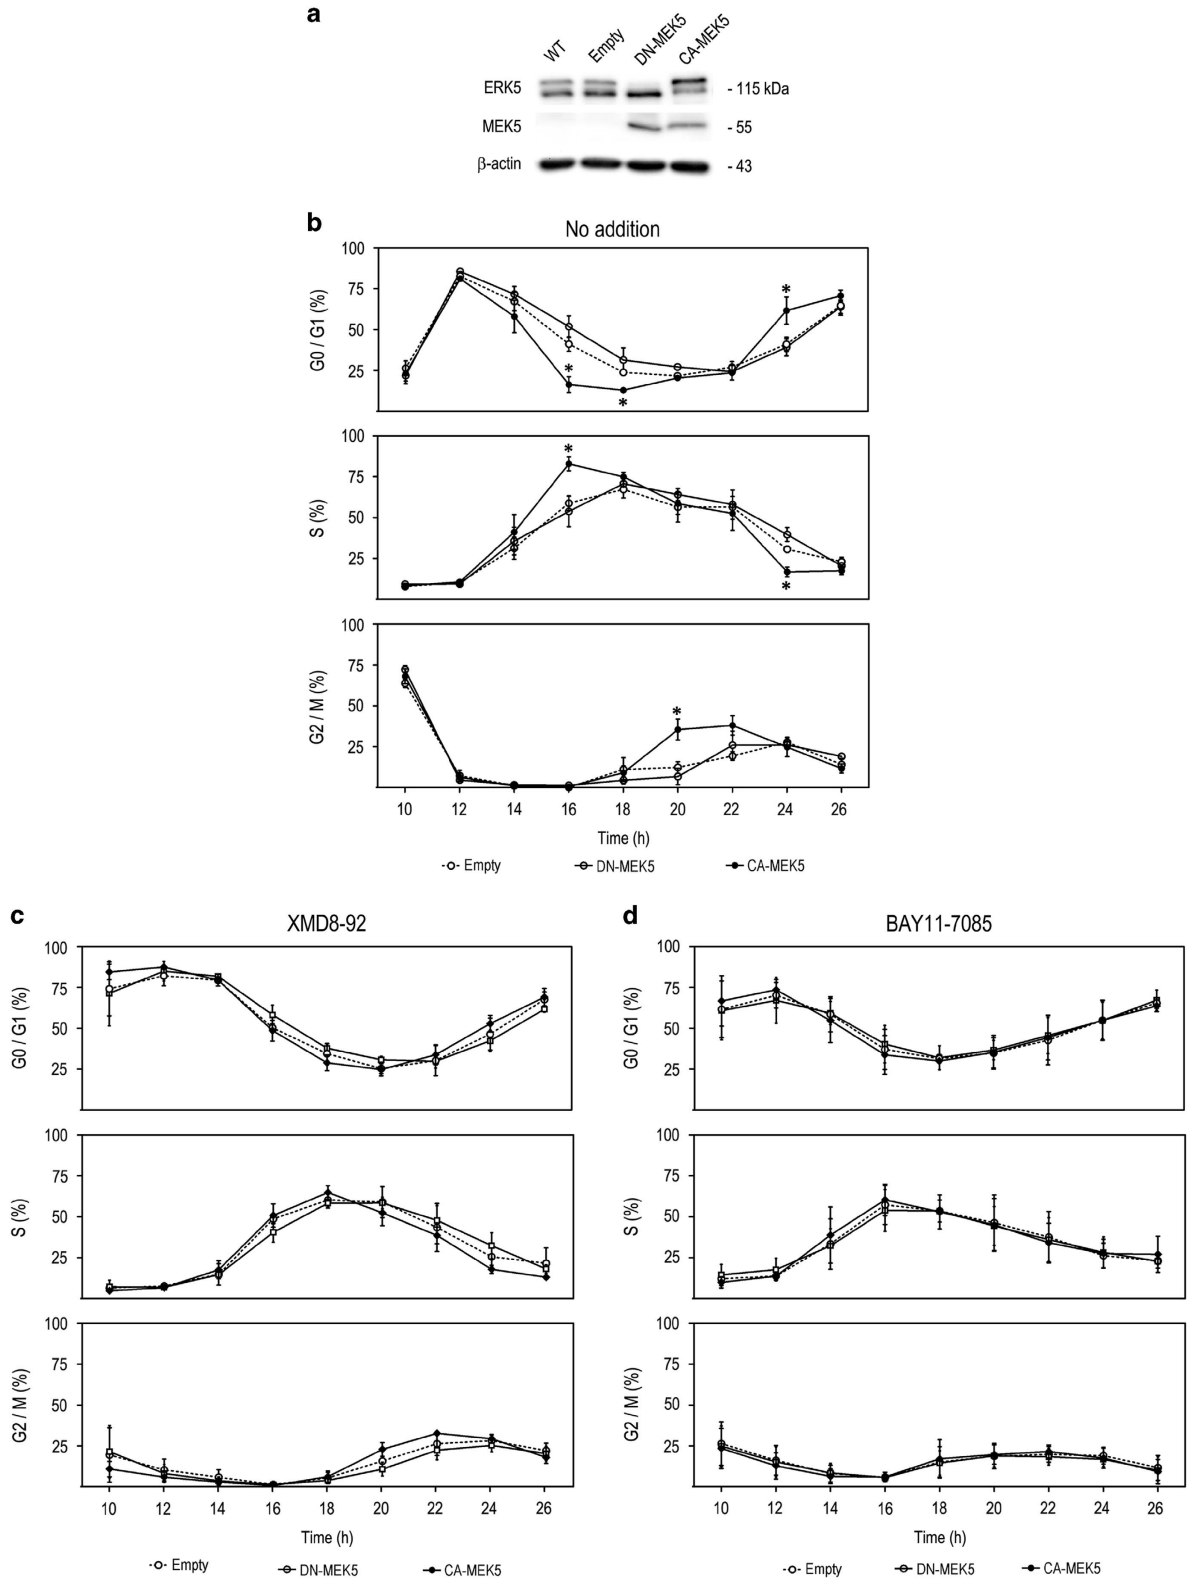 a
WT Empty DN-MEK5 CA-MEK5
ERK5 - 115 kDa
MEK5 - 55
β-actin - 43
b
No addition
100
75
50
25
G0 / G1 (%)
* * *
100
75
50
25
S (%)
* *
100
75
50
25
G2 / M (%)
*
10 12 14 16 18 20 22 24 26
Time (h)
Empty DN-MEK5 CA-MEK5
c
XMD8-92
100
75
50
25
G0 / G1 (%)
100
75
50
25
S (%)
100
75
50
25
G2 / M (%)
10 12 14 16 18 20 22 24 26
Time (h)
Empty DN-MEK5 CA-MEK5
d
BAY11-7085
100
75
50
25
G0 / G1 (%)
100
75
50
25
S (%)
100
75
50
25
G2 / M (%)
10 12 14 16 18 20 22 24 26
Time (h)
Empty DN-MEK5 CA-MEK5